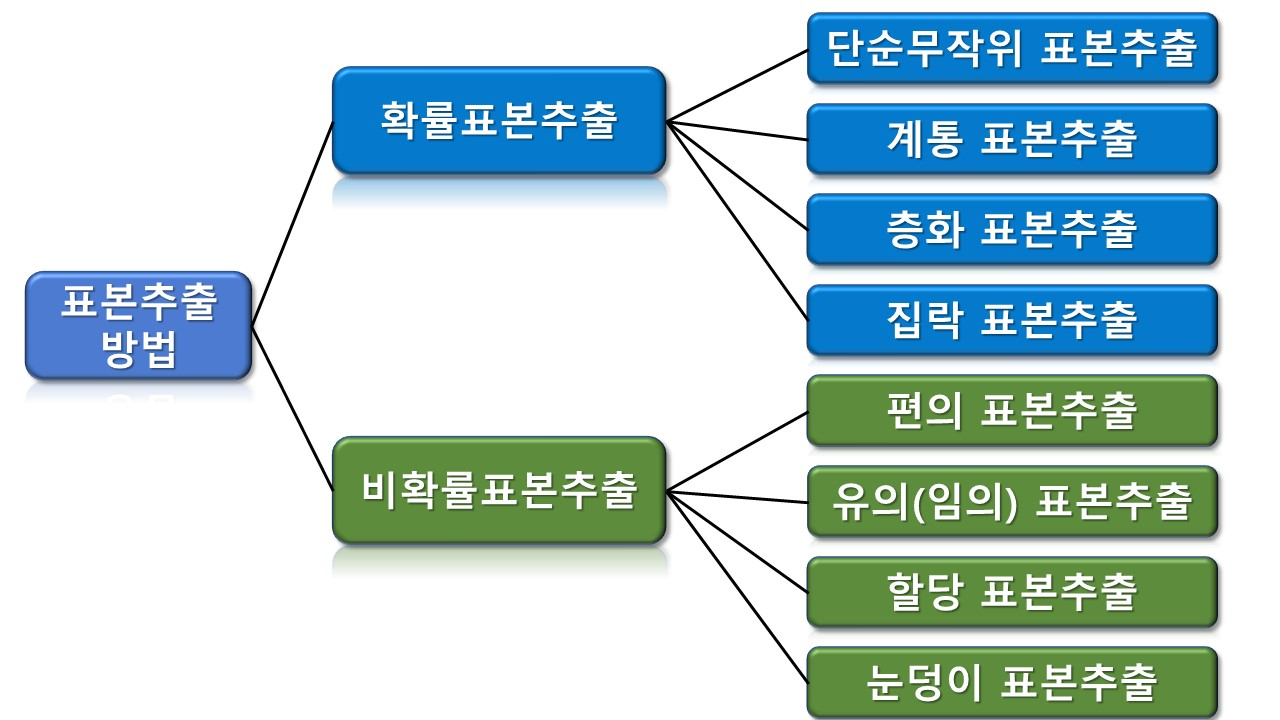 표본추출
방법
확률표본추출
단순무작위 표본추출
계통 표본추출
층화 표본추출
집락 표본추출
비확률표본추출
편의 표본추출
유의(임의) 표본추출
할당 표본추출
눈덩이 표본추출